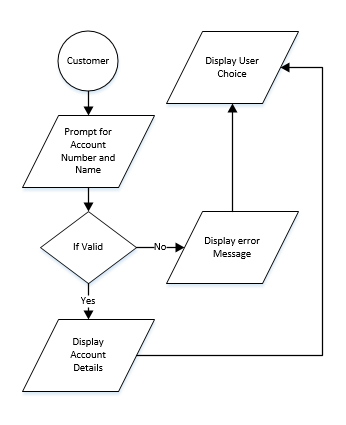 Customer
Display User
Choice
Prompt for
Account
Number and
Name
If Valid
No
Display error
Message
Yes
Display
Account
Details